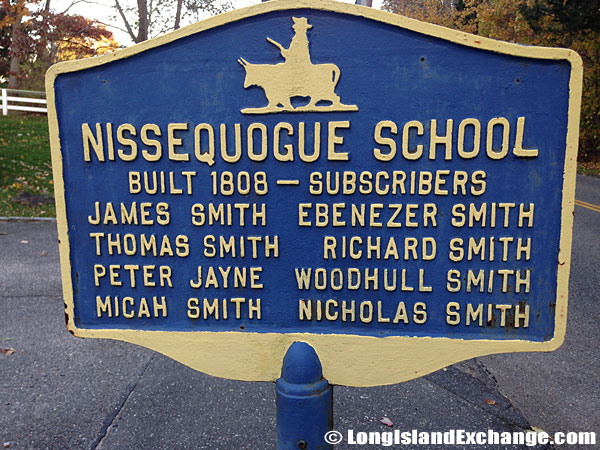 NISSEQUOGUE SCHOOL
BUILT 1808 — SUBSCRIBERS
JAMES SMITH EBENEZER SMITH
THOMAS SMITH RICHARD SMITH
PETER JAYNE WOODHULL SMITH
MICAH SMITH NICHOLAS SMITH
© LongIslandExchange.com